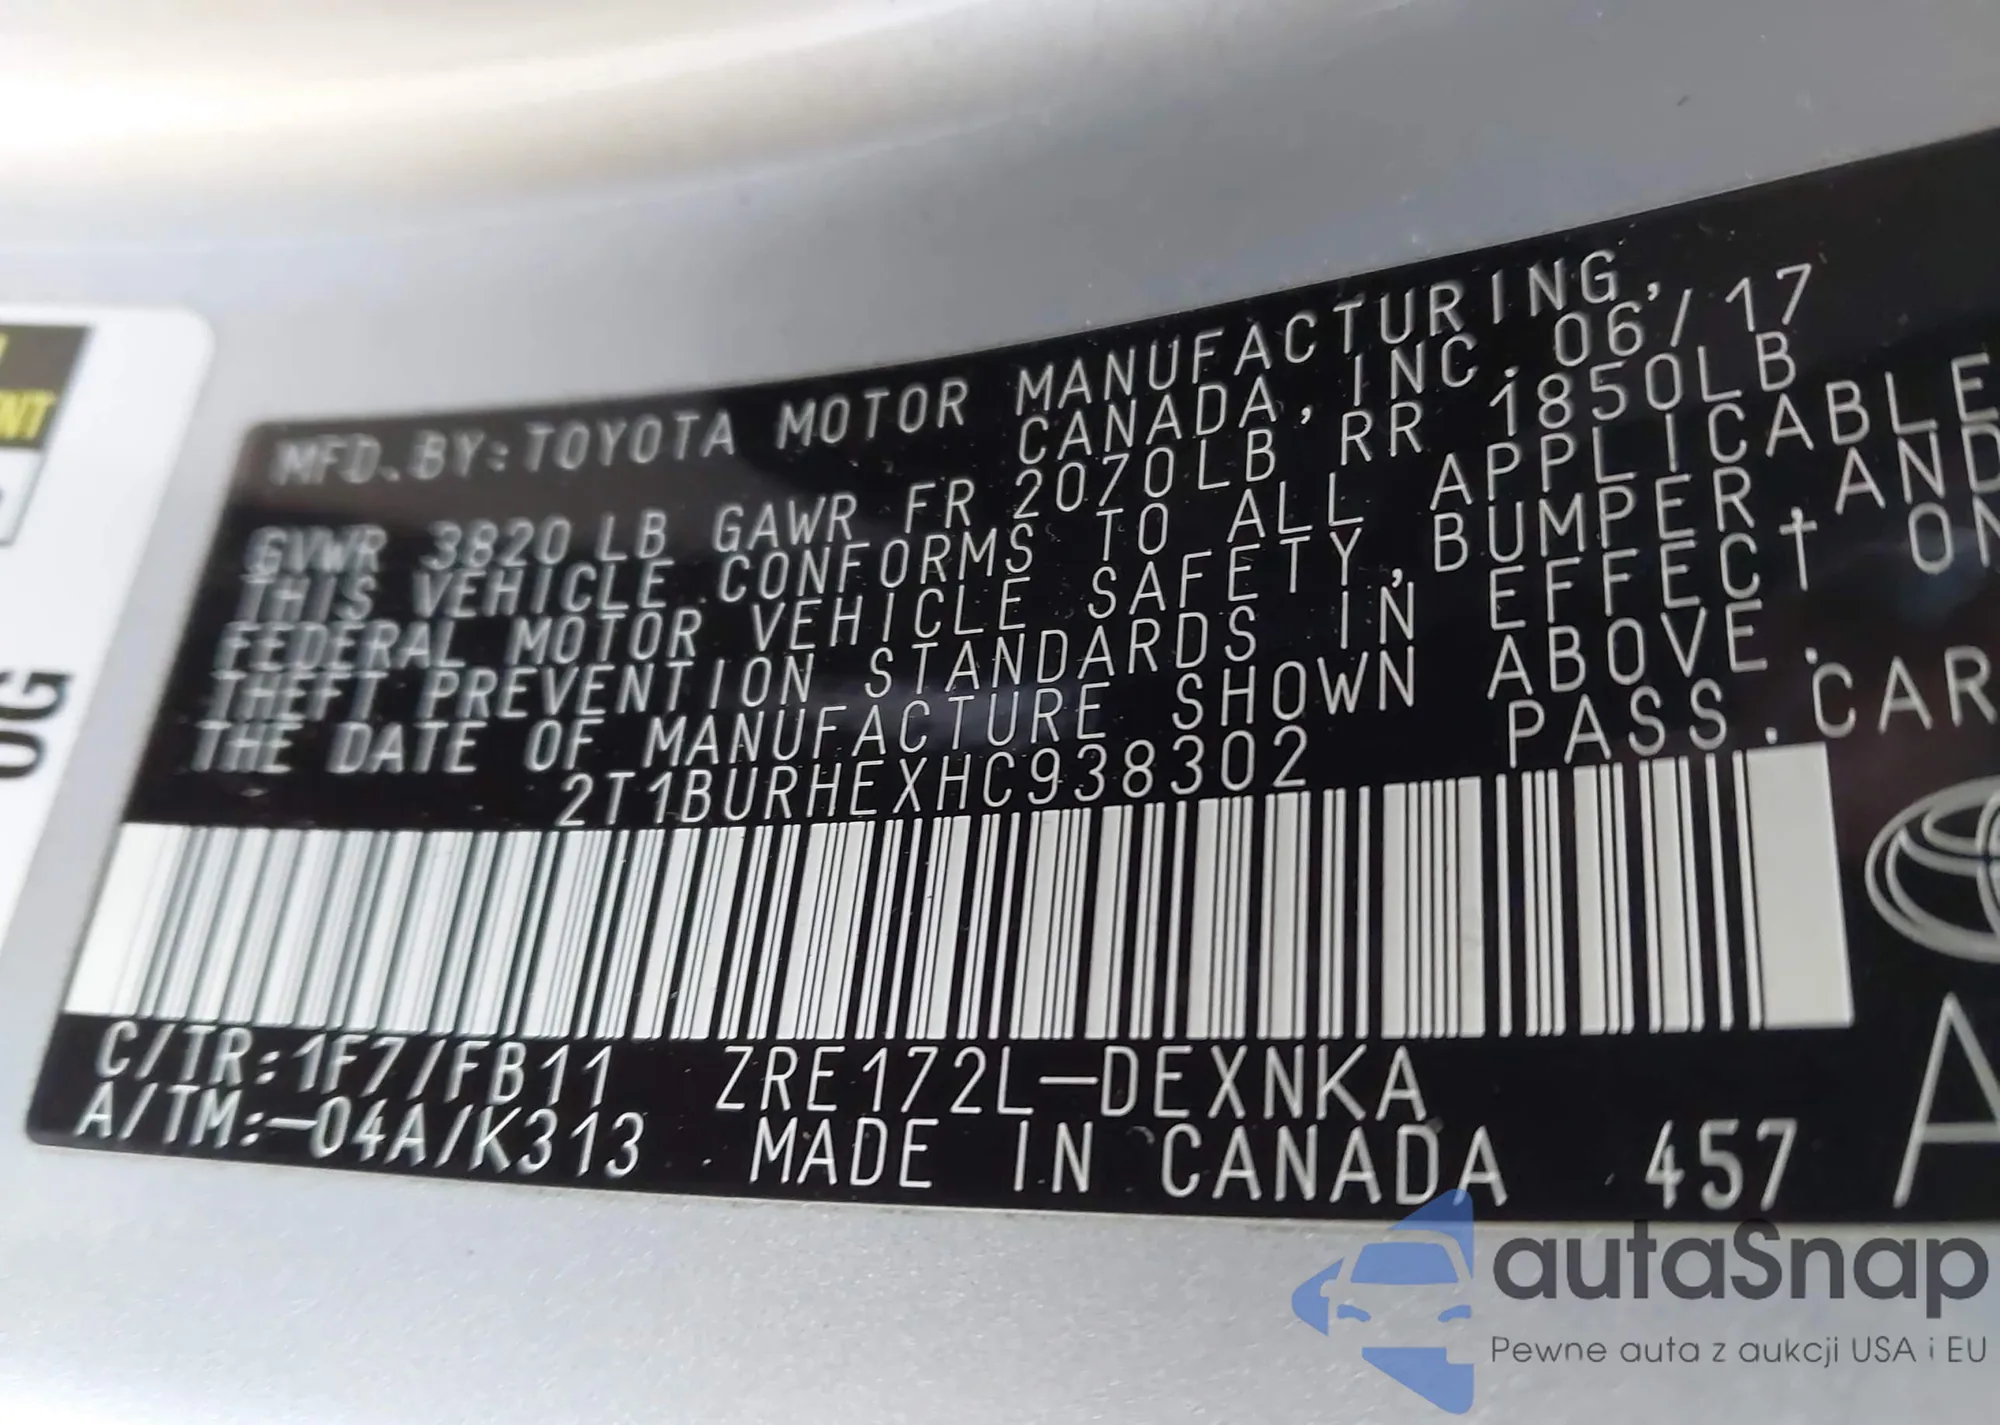 MFD.BY:TOYOTA MOTOR MANUFACTURING,
CANADA, INC. 06/17
GVWR 3820LB GAWR FR 2070LB RR 1850LB
THIS VEHICLE CONFORMS TO ALL APPLICABLE
FEDERAL MOTOR VEHICLE SAFETY, BUMPER, AND
THEFT PREVENTION STANDARDS IN EFFECT ON
THE DATE OF MANUFACTURE SHOWN ABOVE.
2T1BURHEXHC938302 PASS.CAR
C/TR:1F7/FB11 ZRE172L-DEXNKA
A/TM:-04A/K313 MADE IN CANADA 457
autaSnap
Pewne auta z aukcji USA i EU